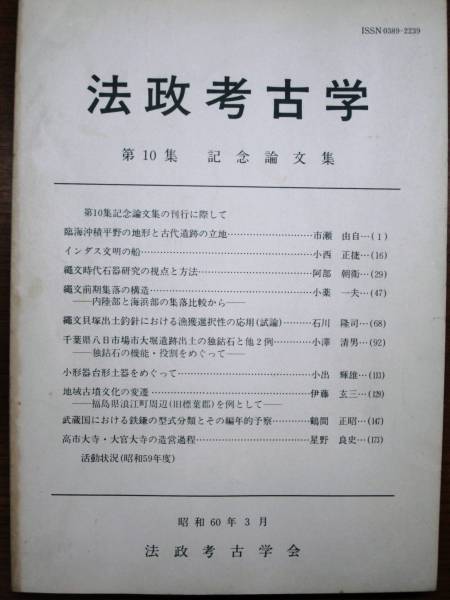 ISSN 0389-2239
法政考古学
第10集 記念論文集
第10集記念論文集の刊行に際して
臨海沖積平野の地形と古代遺跡の立地……………………市瀬 由自…(1)
インダス文明の船……………………………………………小西 正捷…(16)
縄文時代石器研究の視点と方法……………………………阿部 朝衛…(29)
縄文前期集落の構造…………………………………………小薬 一夫…(47)
――内陸部と海浜部の集落比較から――
縄文貝塚出土釣針における漁獲選択性の応用(試論)………石川 隆司…(68)
千葉県八日市場市大堀遺跡出土の独鈷石と他2例…………小澤 清男…(92)
――独鈷石の機能・役割をめぐって――
小形器台形土器をめぐって…………………………………小出 輝雄…(113)
地域古墳文化の変遷…………………………………………伊藤 玄三…(129)
――福島県浪江町周辺(旧標葉郡)を例として――
武蔵国における鉄鎌の型式分類とその編年的予察…………鶴間 正昭…(147)
高市大寺・大官大寺の造営過程……………………………星野 良史…(173)
活動状況(昭和59年度)
昭和60年3月
法政考古学会